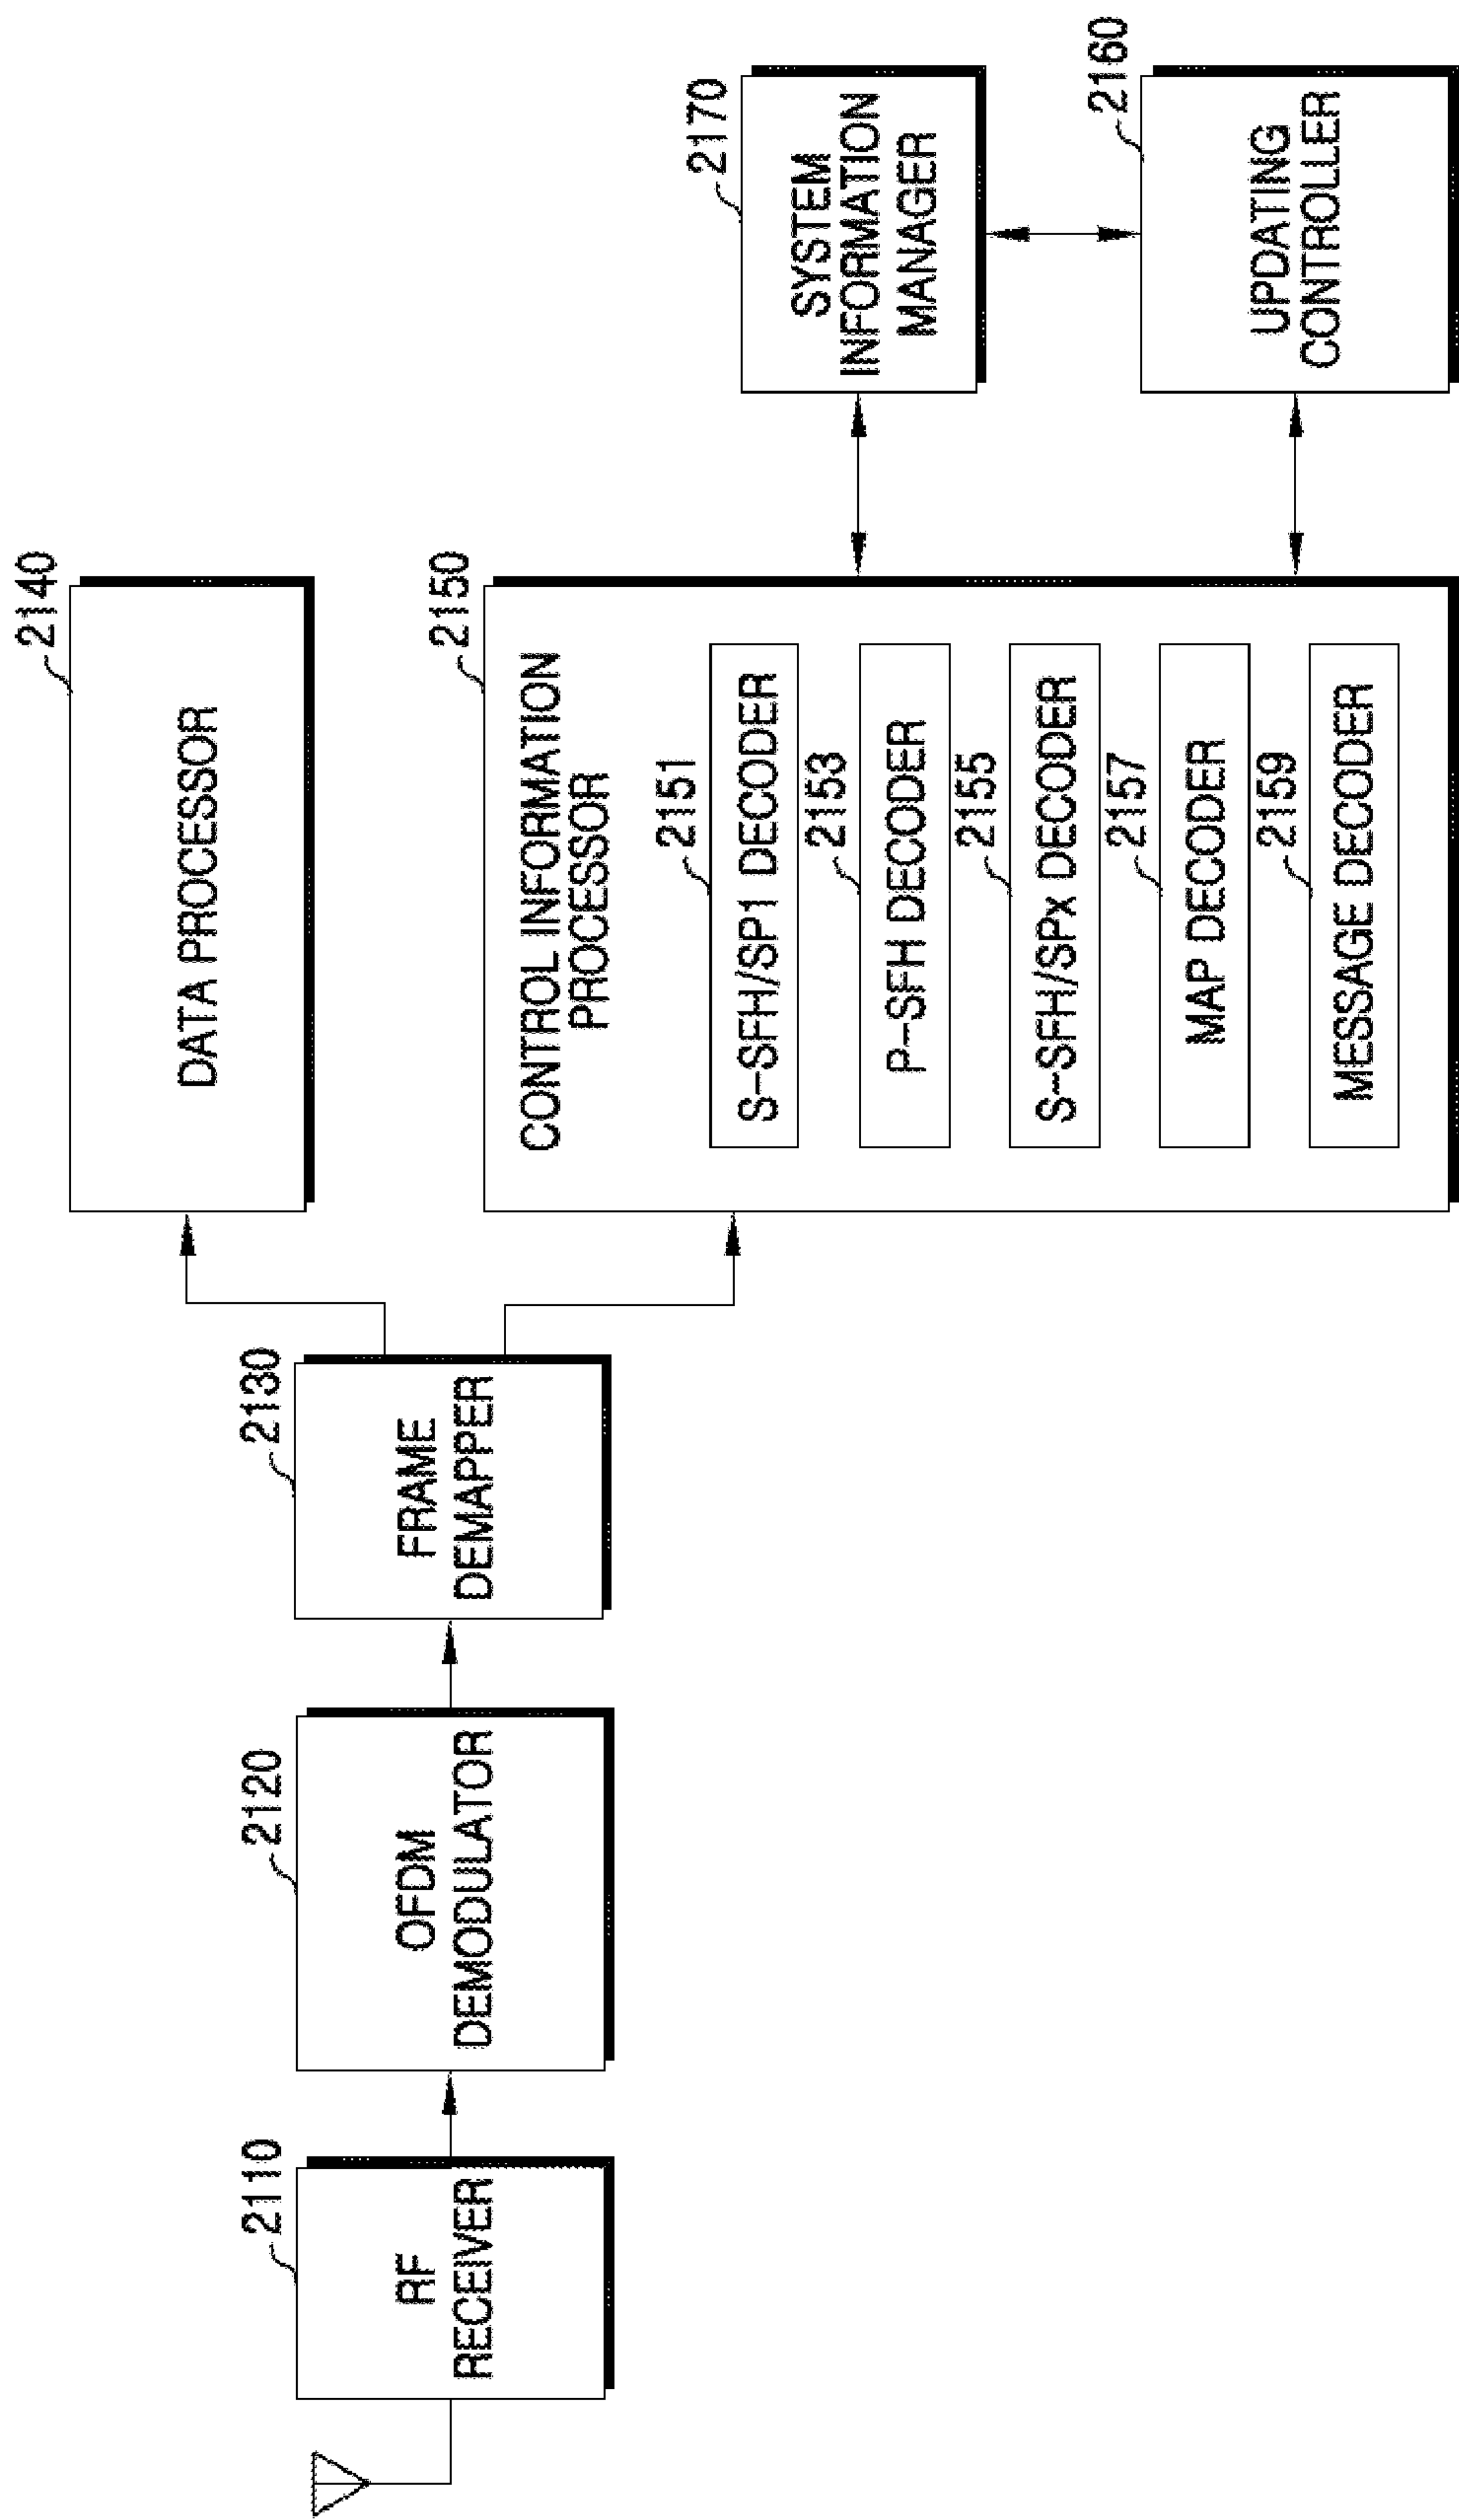 2110
RF
RECEIVER
2120
OFDM
DEMODULATOR
2130
FRAME
DEMAPPER
2140
DATA PROCESSOR
2150
CONTROL INFORMATION
PROCESSOR
2151
S-SFH/SP1 DECODER
2153
P-SFH DECODER
2155
S-SFH/SPx DECODER
2157
MAP DECODER
2159
MESSAGE DECODER
2170
SYSTEM
INFORMATION
MANAGER
2160
UPDATING
CONTROLLER